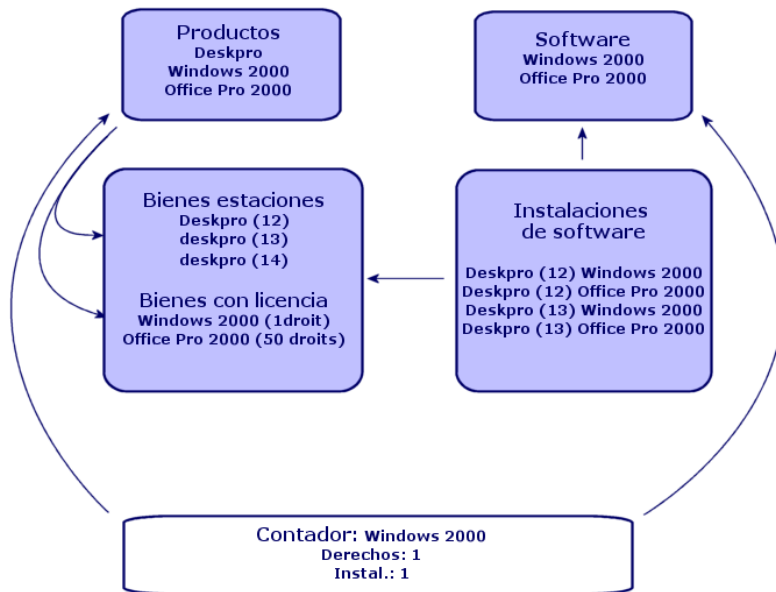 Productos
Deskpro
Windows 2000
Office Pro 2000
Software
Windows 2000
Office Pro 2000
Bienes estaciones
Deskpro (12)
deskpro (13)
deskpro (14)
Bienes con licencia
Windows 2000 (1droit)
Office Pro 2000 (50 droits)
Instalaciones
de software
Deskpro (12) Windows 2000
Deskpro (12) Office Pro 2000
Deskpro (13) Windows 2000
Deskpro (13) Office Pro 2000
Contador: Windows 2000
Derechos: 1
Instal.: 1